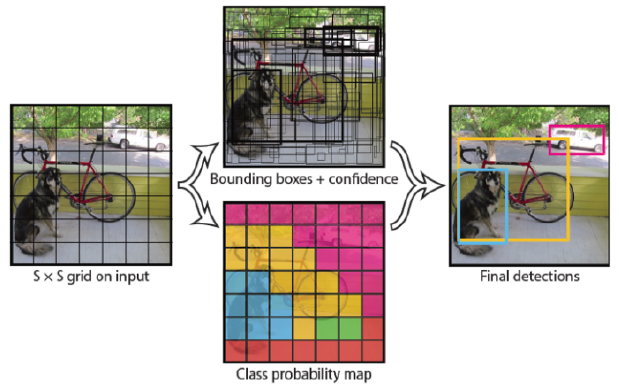 S × S grid on input
Bounding boxes + confidence
Class probability map
Final detections